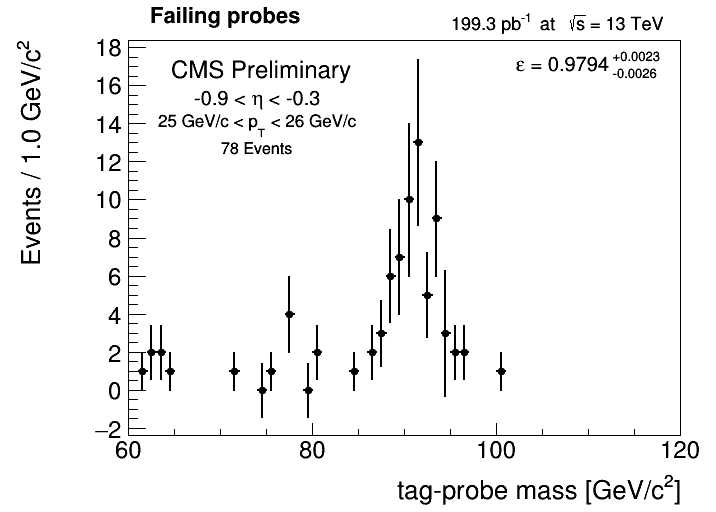 Failing probes
199.3 pb⁻¹ at √s = 13 TeV
CMS Preliminary
ε = 0.9794 +0.0023 -0.0026
-0.9 < η < -0.3
25 GeV/c < p_T < 26 GeV/c
78 Events
Events / 1.0 GeV/c²
18
16
14
12
10
8
6
4
2
0
−2
60 80 100 120
tag-probe mass [GeV/c²]